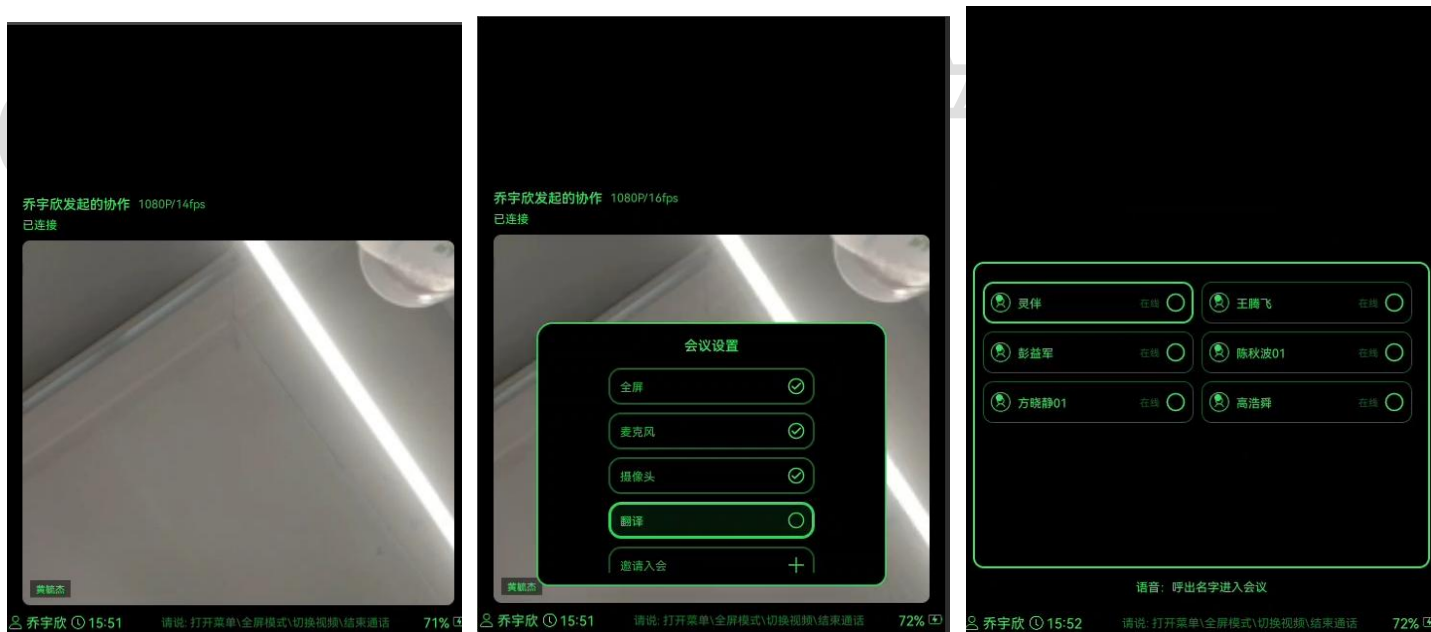 乔宇欣发起的协作 1080P/14fps
已连接
黄毓杰
乔宇欣 15:51 请说: 打开菜单\全屏模式\切换视频\结束通话 71%
乔宇欣发起的协作 1080P/16fps
已连接
会议设置
全屏
麦克风
摄像头
翻译
邀请入会
黄毓杰
乔宇欣 15:51 请说: 打开菜单\全屏模式\切换视频\结束通话 72%
灵伴 在线
王腾飞 在线
彭益军 在线
陈秋波01 在线
方晓静01 在线
高浩舜 在线
语音：呼出名字进入会议
乔宇欣 15:52 请说: 打开菜单\全屏模式\切换视频\结束通话 72%